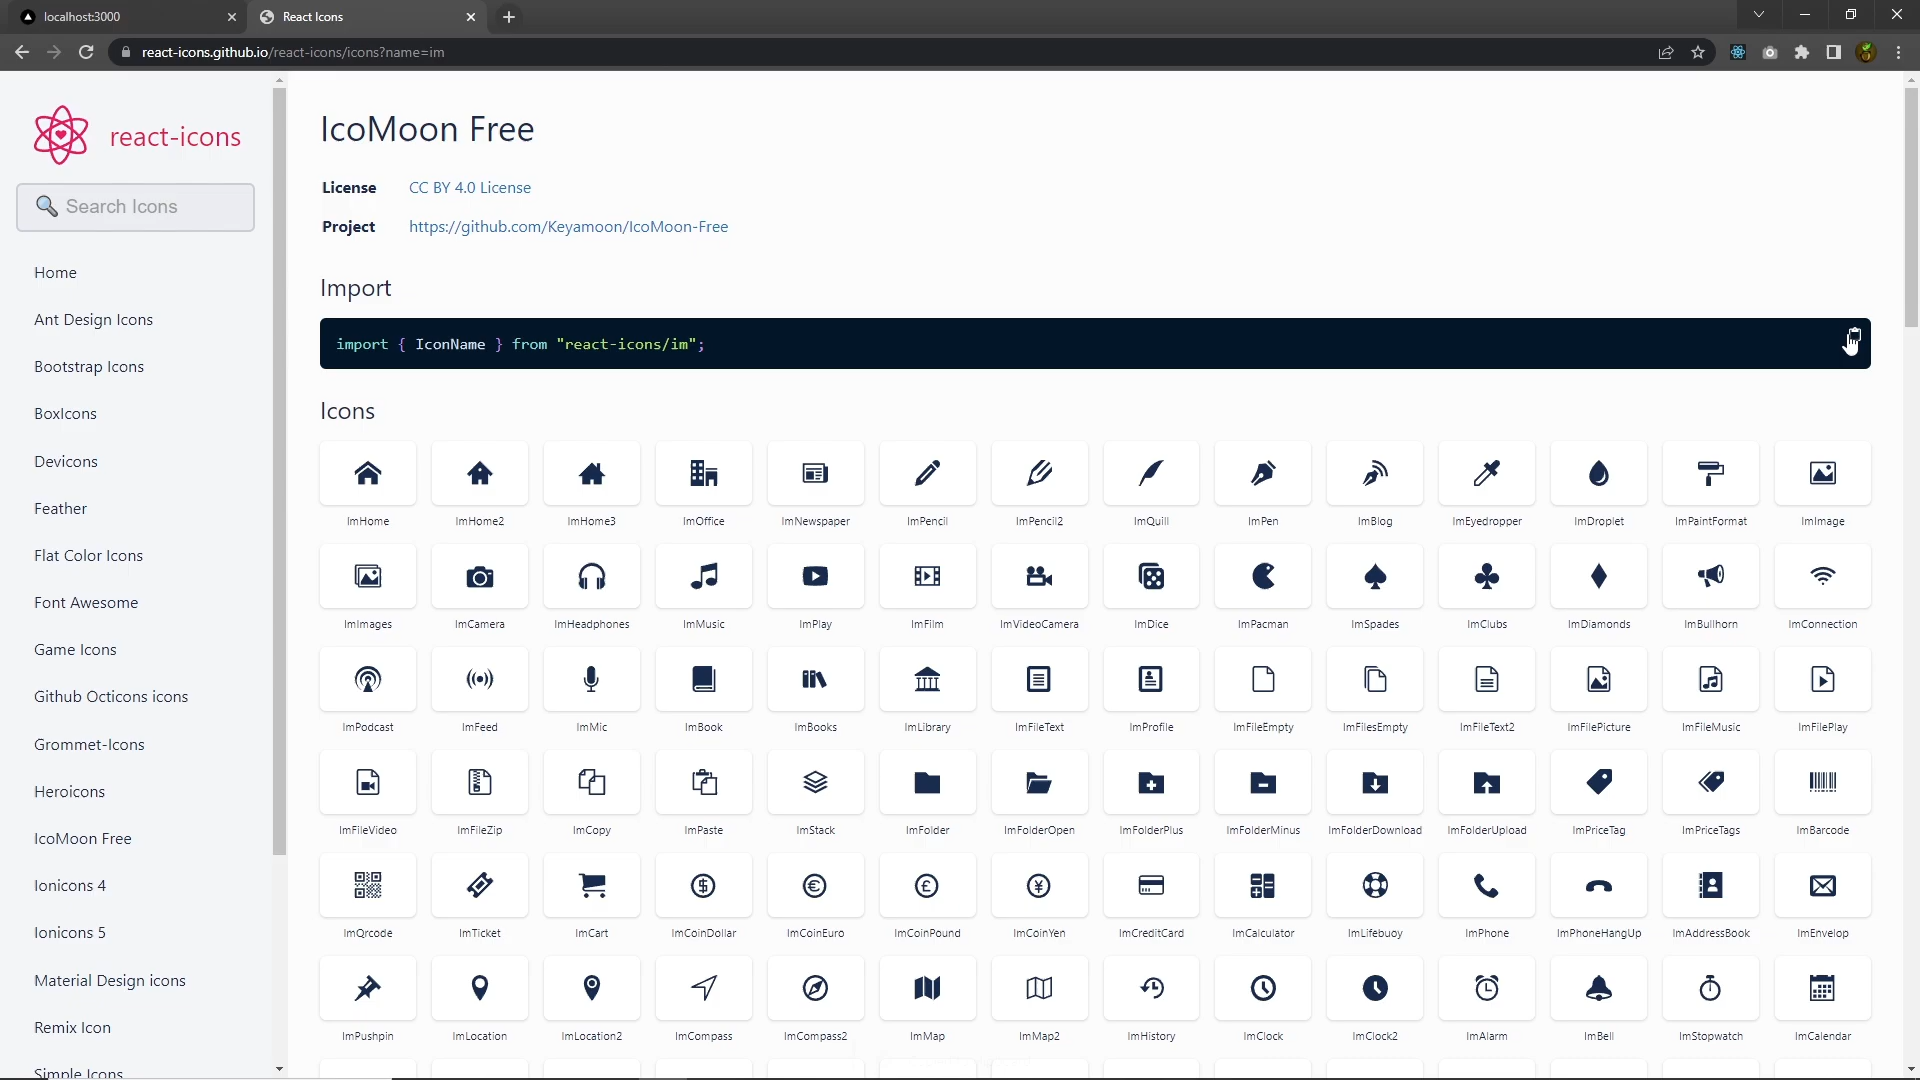 localhost:3000
React Icons
react-icons.github.io/react-icons/icons?name=im
react-icons
Search Icons
Home
Ant Design Icons
Bootstrap Icons
BoxIcons
Devicons
Feather
Flat Color Icons
Font Awesome
Game Icons
Github Octicons icons
Grommet-Icons
Heroicons
IcoMoon Free
Ionicons 4
Ionicons 5
Material Design icons
Remix Icon
Simple Icons
IcoMoon Free
License CC BY 4.0 License
Project https://github.com/Keyamoon/IcoMoon-Free
Import
import { IconName } from "react-icons/im";
Icons
ImHome ImHome2 ImHome3 ImOffice ImNewspaper ImPencil ImPencil2 ImQuill ImPen ImBlog ImEyedropper ImDroplet ImPaintFormat ImImage
ImImages ImCamera ImHeadphones ImMusic ImPlay ImFilm ImVideoCamera ImDice ImPacman ImSpades ImClubs ImDiamonds ImBullhorn ImConnection
ImPodcast ImFeed ImMic ImBook ImBooks ImLibrary ImFileText ImProfile ImFileEmpty ImFilesEmpty ImFileText2 ImFilePicture ImFileMusic ImFilePlay
ImFileVideo ImFileZip ImCopy ImPaste ImStack ImFolder ImFolderOpen ImFolderPlus ImFolderMinus ImFolderDownload ImFolderUpload ImPriceTag ImPriceTags ImBarcode
ImQrcode ImTicket ImCart ImCoinDollar ImCoinEuro ImCoinPound ImCoinYen ImCreditCard ImCalculator ImLifebuoy ImPhone ImPhoneHangUp ImAddressBook ImEnvelop
ImPushpin ImLocation ImLocation2 ImCompass ImCompass2 ImMap ImMap2 ImHistory ImClock ImClock2 ImAlarm ImBell ImStopwatch ImCalendar